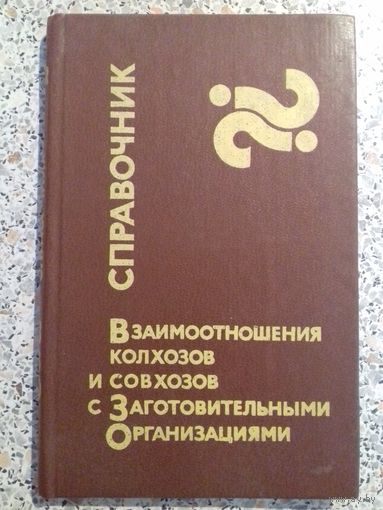 СПРАВОЧНИК
??
ВЗАИМООТНОШЕНИЯ
КОЛХОЗОВ
И СОВХОЗОВ
С ЗАГОТОВИТЕЛЬНЫМИ
ОРГАНИЗАЦИЯМИ